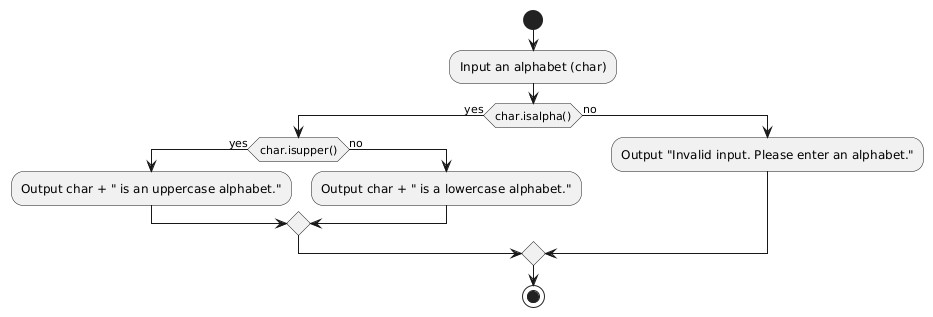 Input an alphabet (char)
yes
char.isalpha()
no
yes
char.isupper()
no
Output "Invalid input. Please enter an alphabet."
Output char + " is an uppercase alphabet."
Output char + " is a lowercase alphabet."